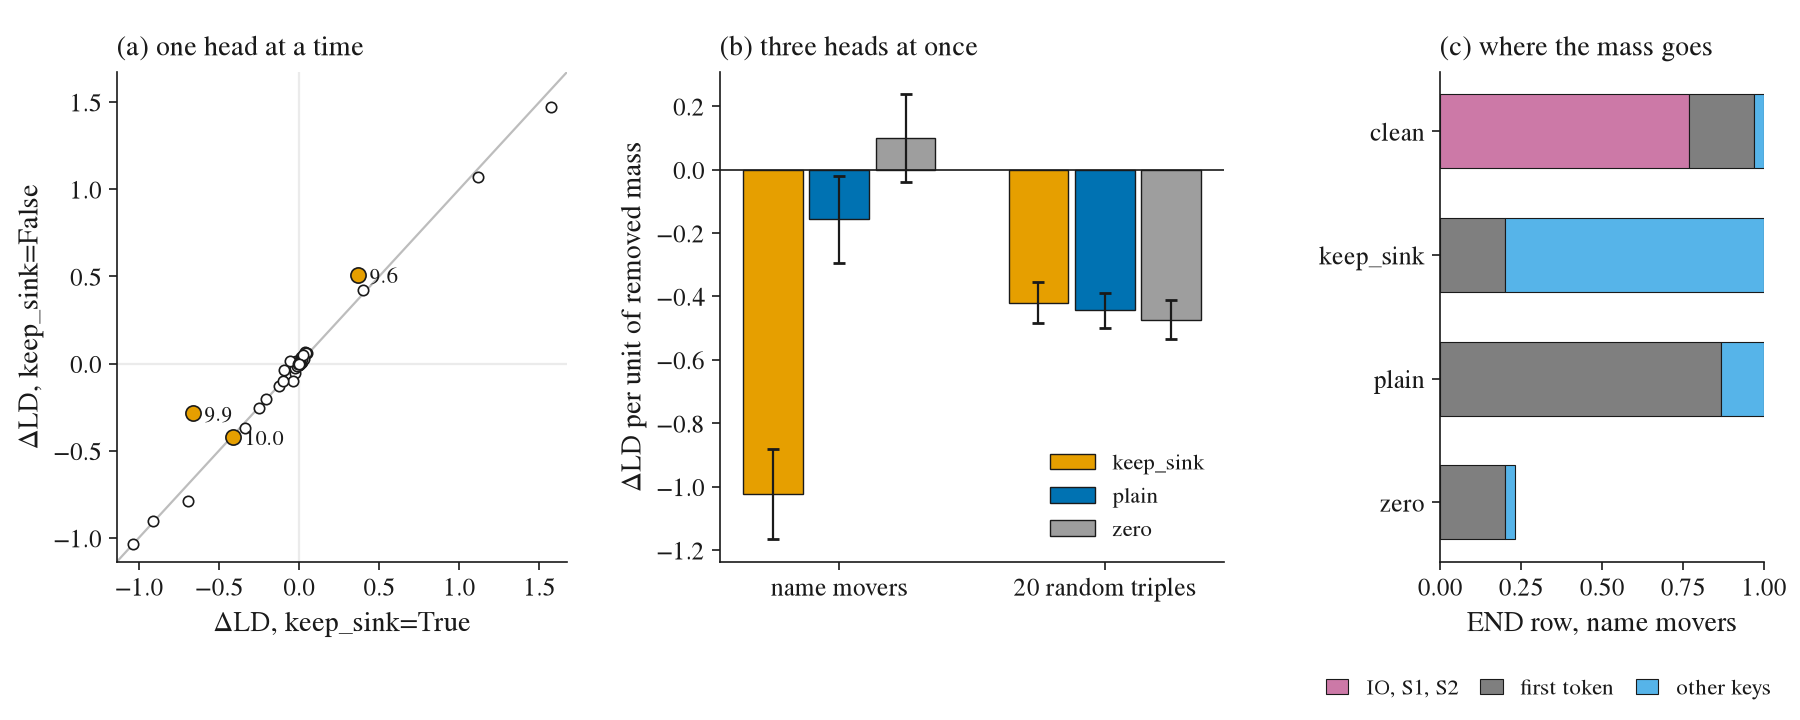 (a) one head at a time
ΔLD, keep_sink=False
1.5
1.0
0.5
0.0
−0.5
−1.0
9.6
9.9
10.0
−1.0 −0.5 0.0 0.5 1.0 1.5
ΔLD, keep_sink=True
(b) three heads at once
ΔLD per unit of removed mass
0.2
0.0
−0.2
−0.4
−0.6
−0.8
−1.0
−1.2
keep_sink
plain
zero
name movers 20 random triples
(c) where the mass goes
clean
keep_sink
plain
zero
0.00 0.25 0.50 0.75 1.00
END row, name movers
IO, S1, S2 first token other keys